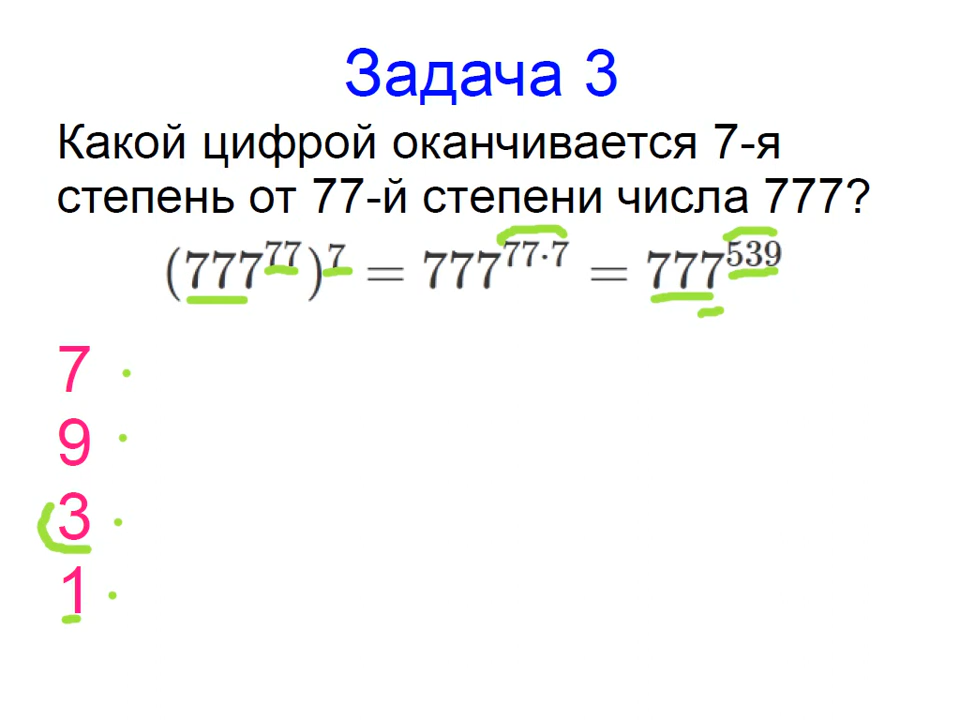 Задача 3
Какой цифрой оканчивается 7-я
степень от 77-й степени числа 777?
(777^77)^7 = 777^77·7 = 777^539
7
9
3
1